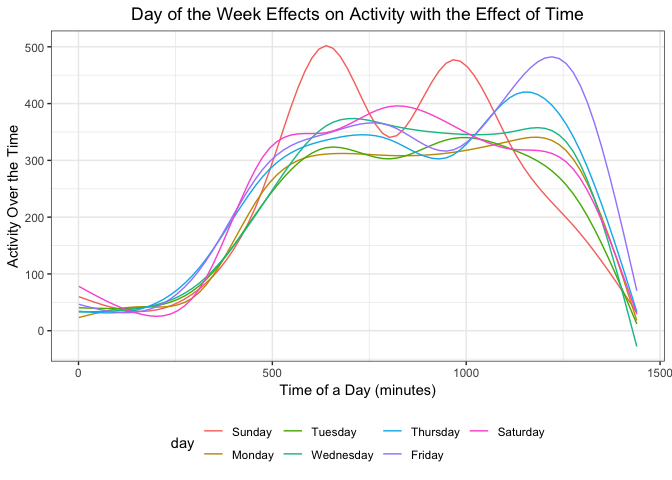 Day of the Week Effects on Activity with the Effect of Time
Activity Over the Time
500
400
300
200
100
0
0 500 1000 1500
Time of a Day (minutes)
day
Sunday Tuesday Thursday Saturday
Monday Wednesday Friday